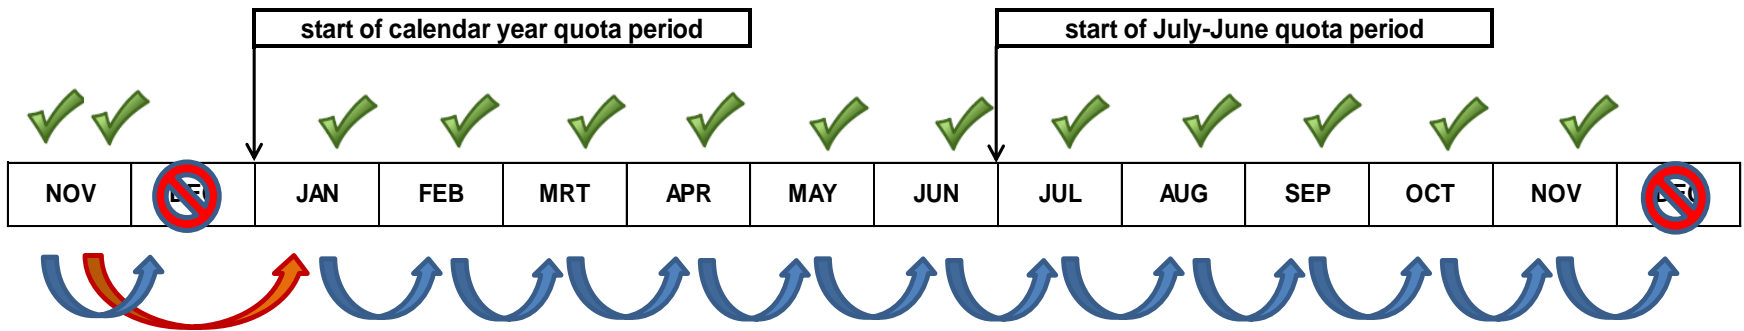 start of calendar year quota period
start of July-June quota period
NOV JAN FEB MRT APR MAY JUN JUL AUG SEP OCT NOV